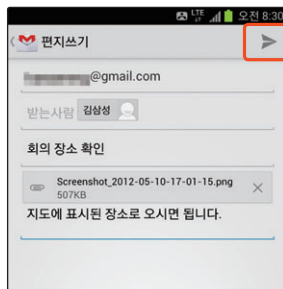 LTE 오전 8:30
편지쓰기
@gmail.com
받는사람 김삼성
회의 장소 확인
Screenshot_2012-05-10-17-01-15.png
507KB
지도에 표시된 장소로 오시면 됩니다.